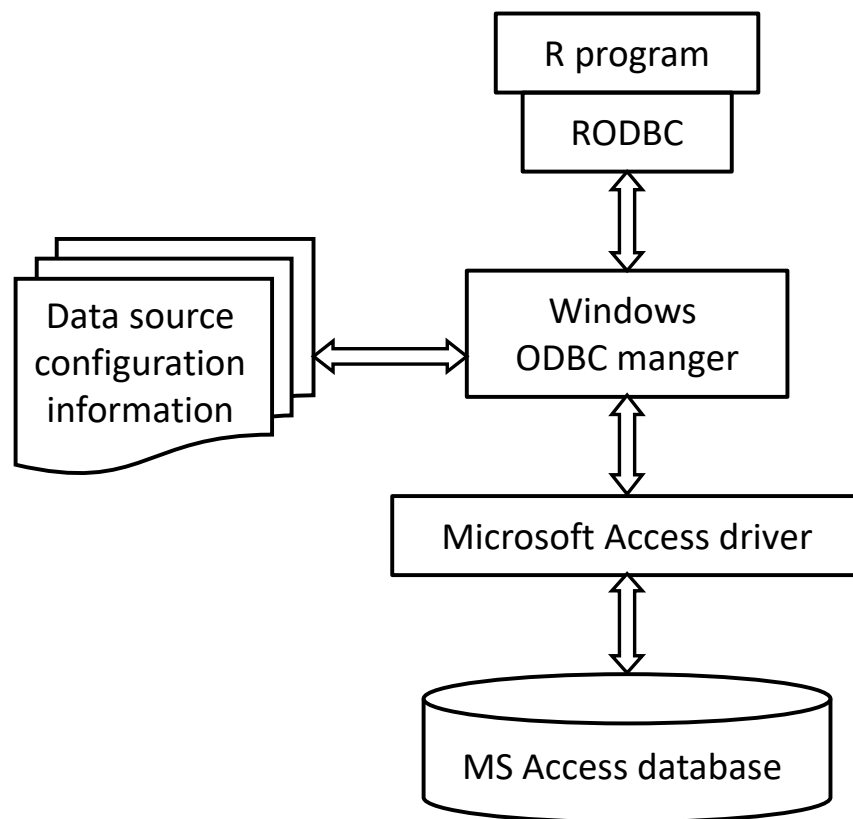 R program
RODBC
Data source
configuration
information
Windows
ODBC manger
Microsoft Access driver
MS Access database